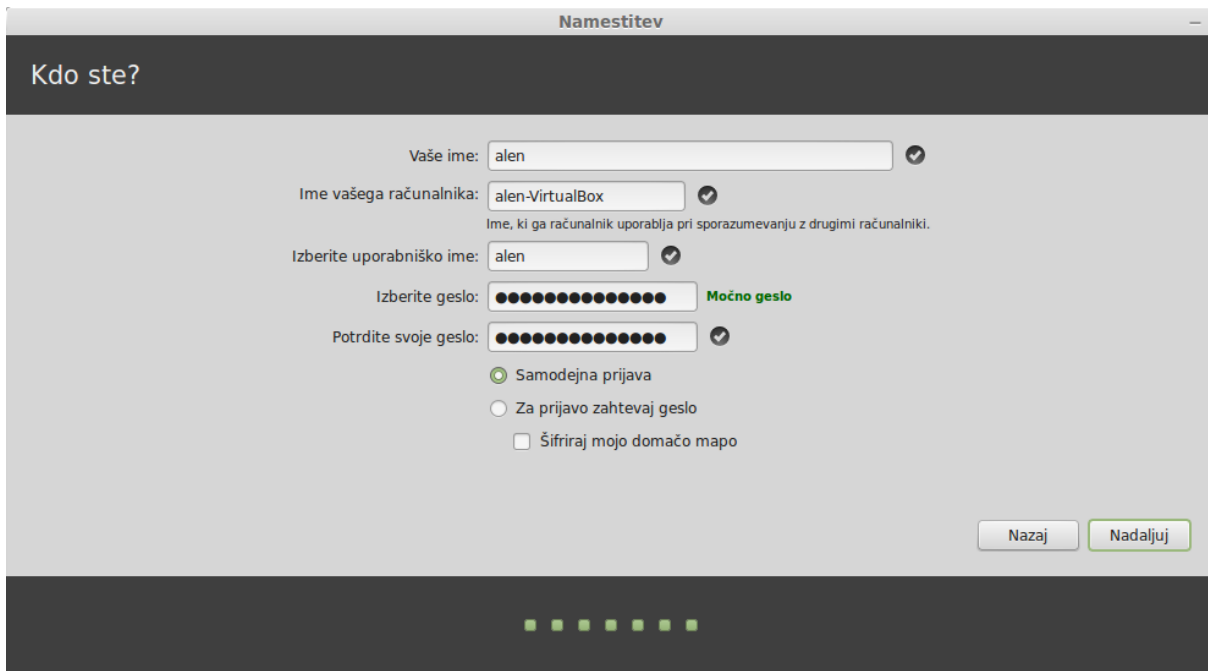 Namestitev
Kdo ste?
Vaše ime: alen
Ime vašega računalnika: alen-VirtualBox
Ime, ki ga računalnik uporablja pri sporazumevanju z drugimi računalniki.
Izberite uporabniško ime: alen
Izberite geslo: ●●●●●●●●●●●●●● Močno geslo
Potrdite svoje geslo: ●●●●●●●●●●●●●●
Samodejna prijava
Za prijavo zahtevaj geslo
Šifriraj mojo domačo mapo
Nazaj Nadaljuj